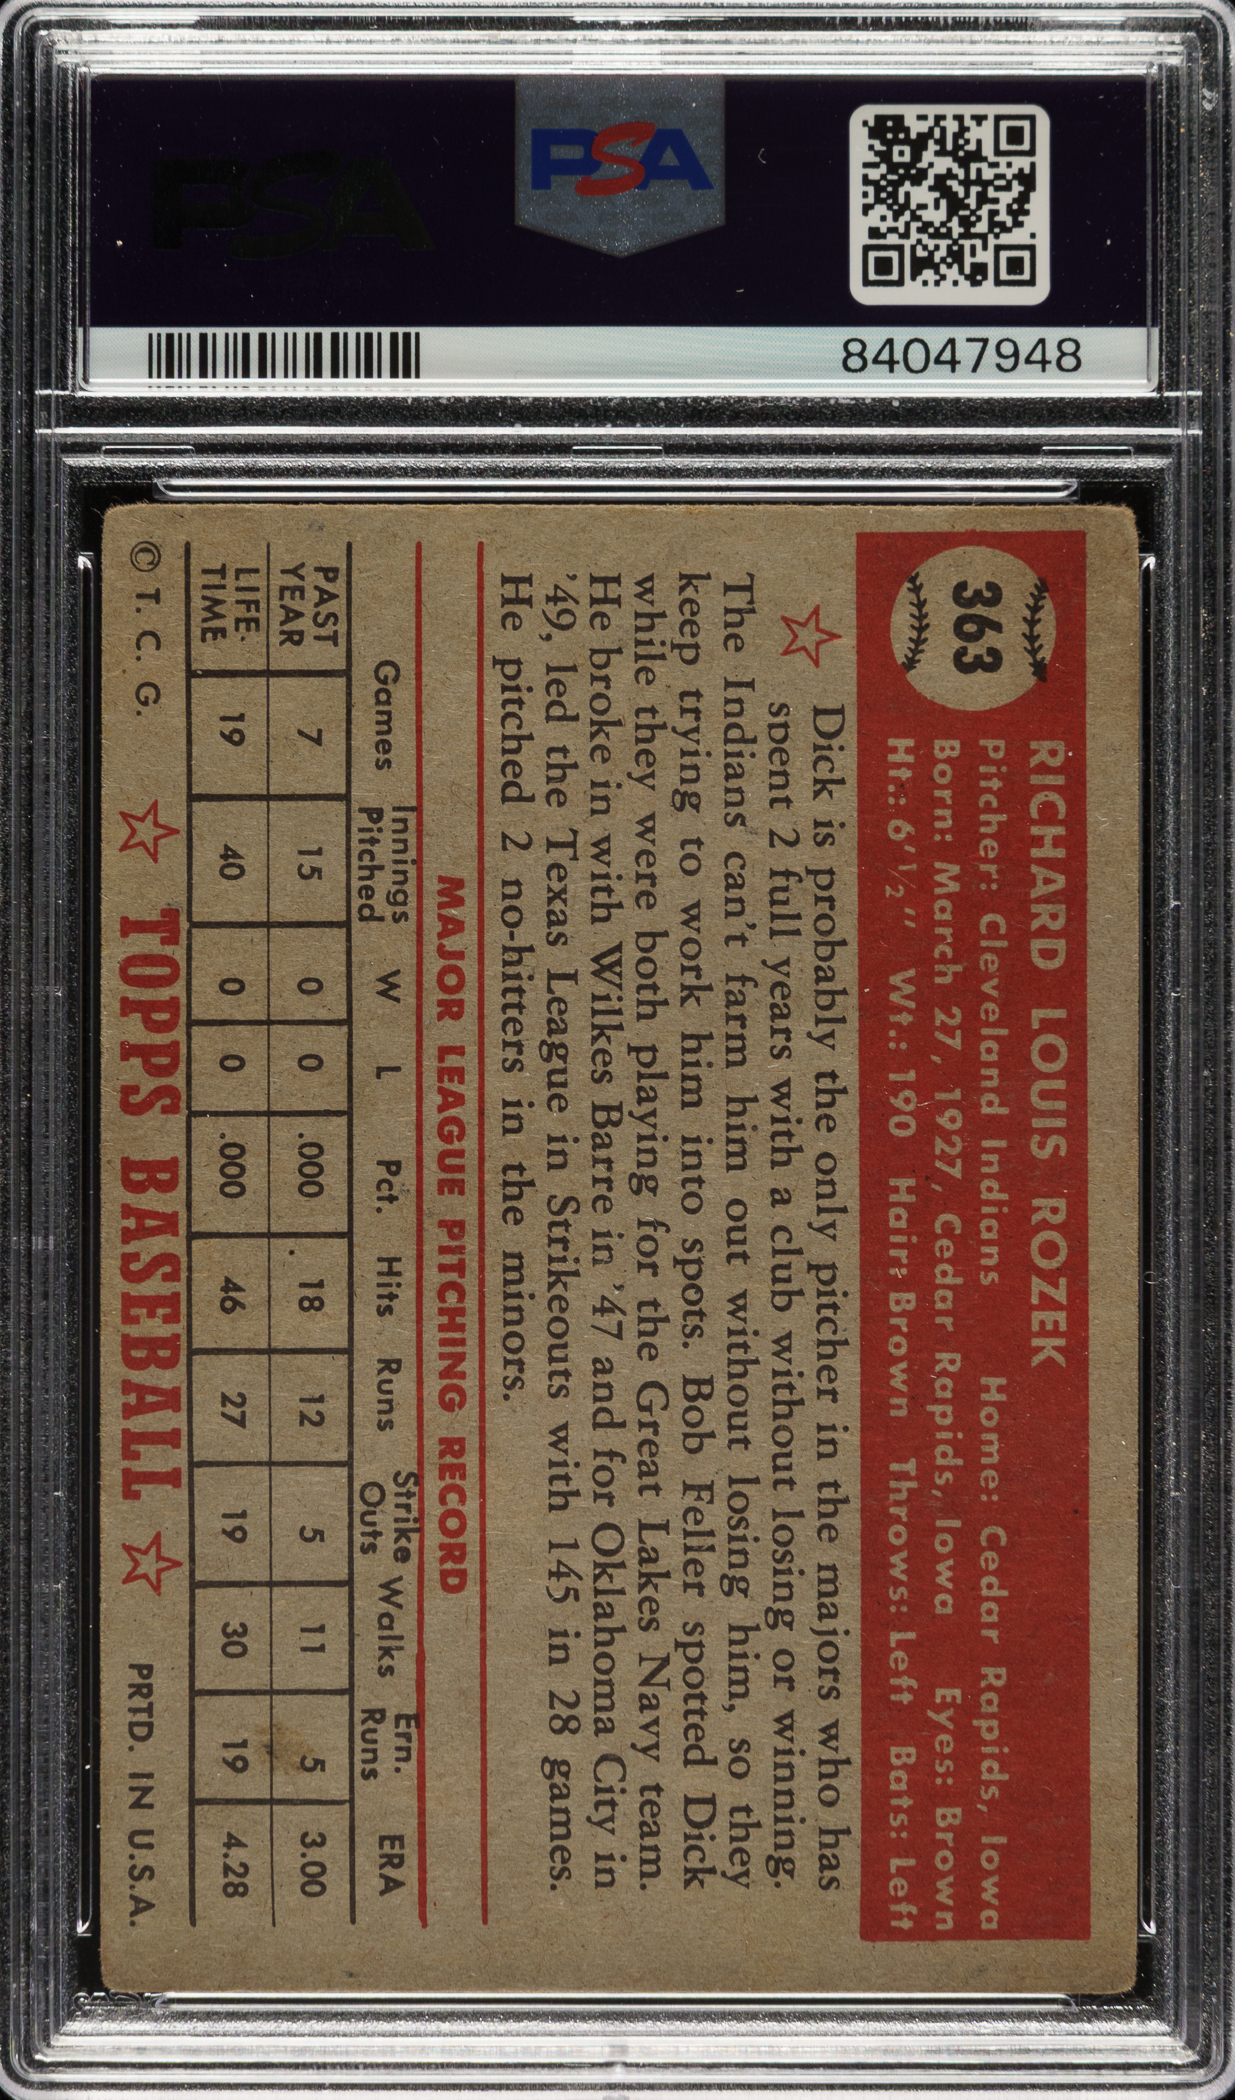 PSA
PSA
84047948
363
RICHARD LOUIS ROZEK
Pitcher: Cleveland Indians Home: Cedar Rapids, Iowa
Born: March 27, 1927, Cedar Rapids, Iowa Eyes: Brown
Ht.: 6'½" Wt.: 190 Hair: Brown Throws: Left Bats: Left
Dick is probably the only pitcher in the majors who has
spent 2 full years with a club without losing or winning.
The Indians can't farm him out without losing him, so they
keep trying to work him into spots. Bob Feller spotted Dick
while they were both playing for the Great Lakes Navy team.
He broke in with Wilkes Barre in '47 and for Oklahoma City in
'49, led the Texas League in Strikeouts with 145 in 28 games.
He pitched 2 no-hitters in the minors.
MAJOR LEAGUE PITCHING RECORD
Games Innings Pitched W L Pct. Hits Runs Strike Outs Walks Ern. Runs ERA
PAST YEAR 7 15 0 0 .000 18 12 5 11 5 3.00
LIFE-TIME 19 40 0 0 .000 46 27 19 30 19 4.28
© T. C. G. TOPPS BASEBALL PRTD. IN U.S.A.